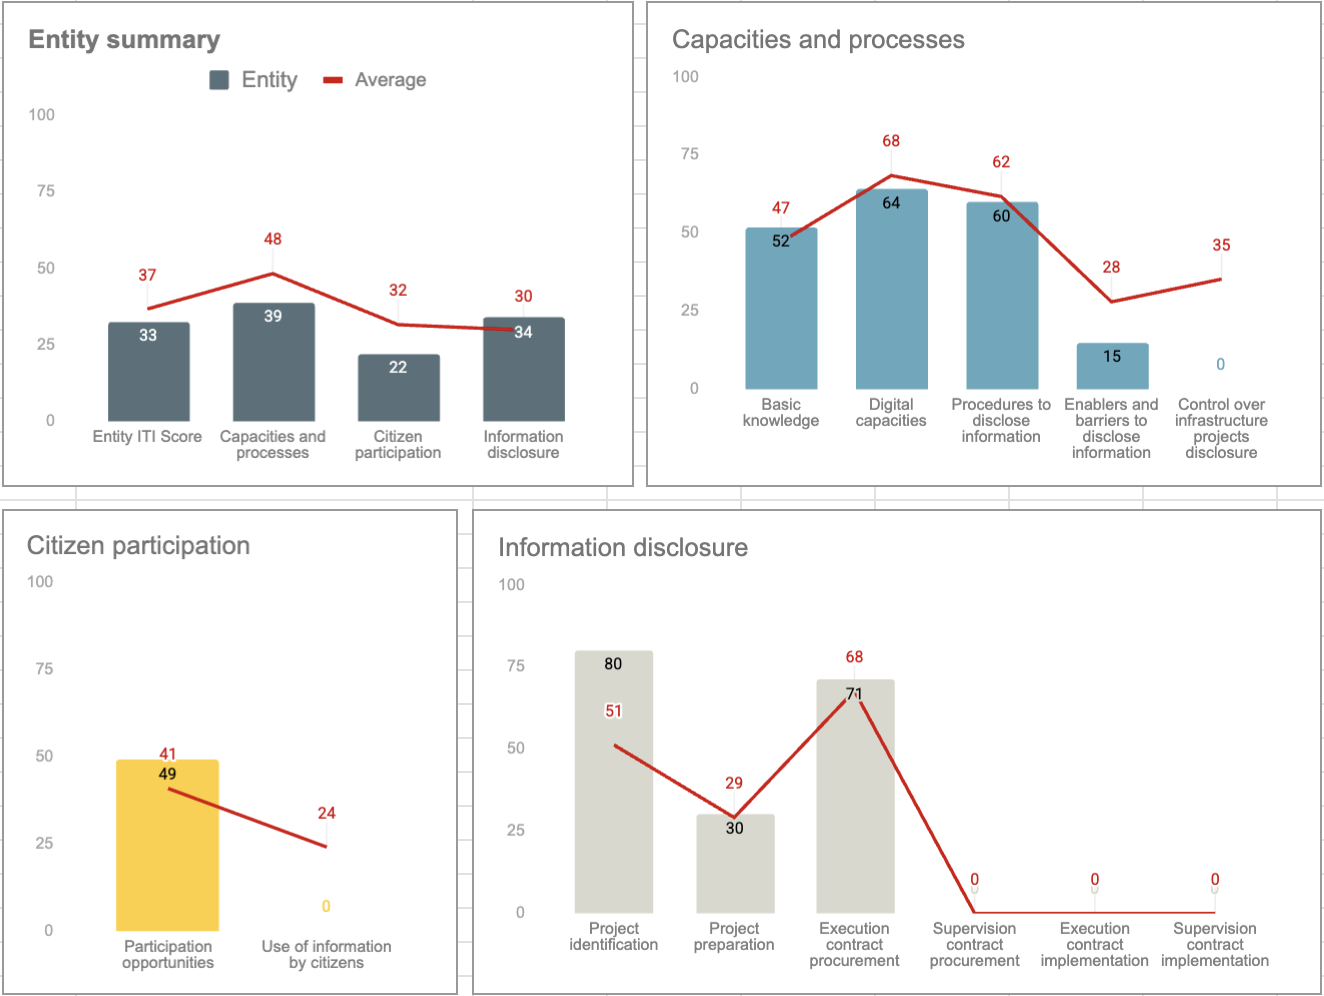 Entity summary
Entity
Average
100
75
50
25
0
37
48
32
30
33
39
22
34
Entity ITI Score
Capacities and
processes
Citizen
participation
Information
disclosure
Capacities and processes
100
75
50
25
0
47
68
62
28
35
52
64
60
15
0
Basic
knowledge
Digital
capacities
Procedures to
disclose
information
Enablers and
barriers to
disclose
information
Control over
infrastructure
projects
disclosure
Citizen participation
100
75
50
25
0
41
49
24
0
Participation
opportunities
Use of information
by citizens
Information disclosure
100
75
50
25
0
80
51
29
30
68
71
0
0
0
0
0
0
Project
identification
Project
preparation
Execution
contract
procurement
Supervision
contract
procurement
Execution
contract
implementation
Supervision
contract
implementation